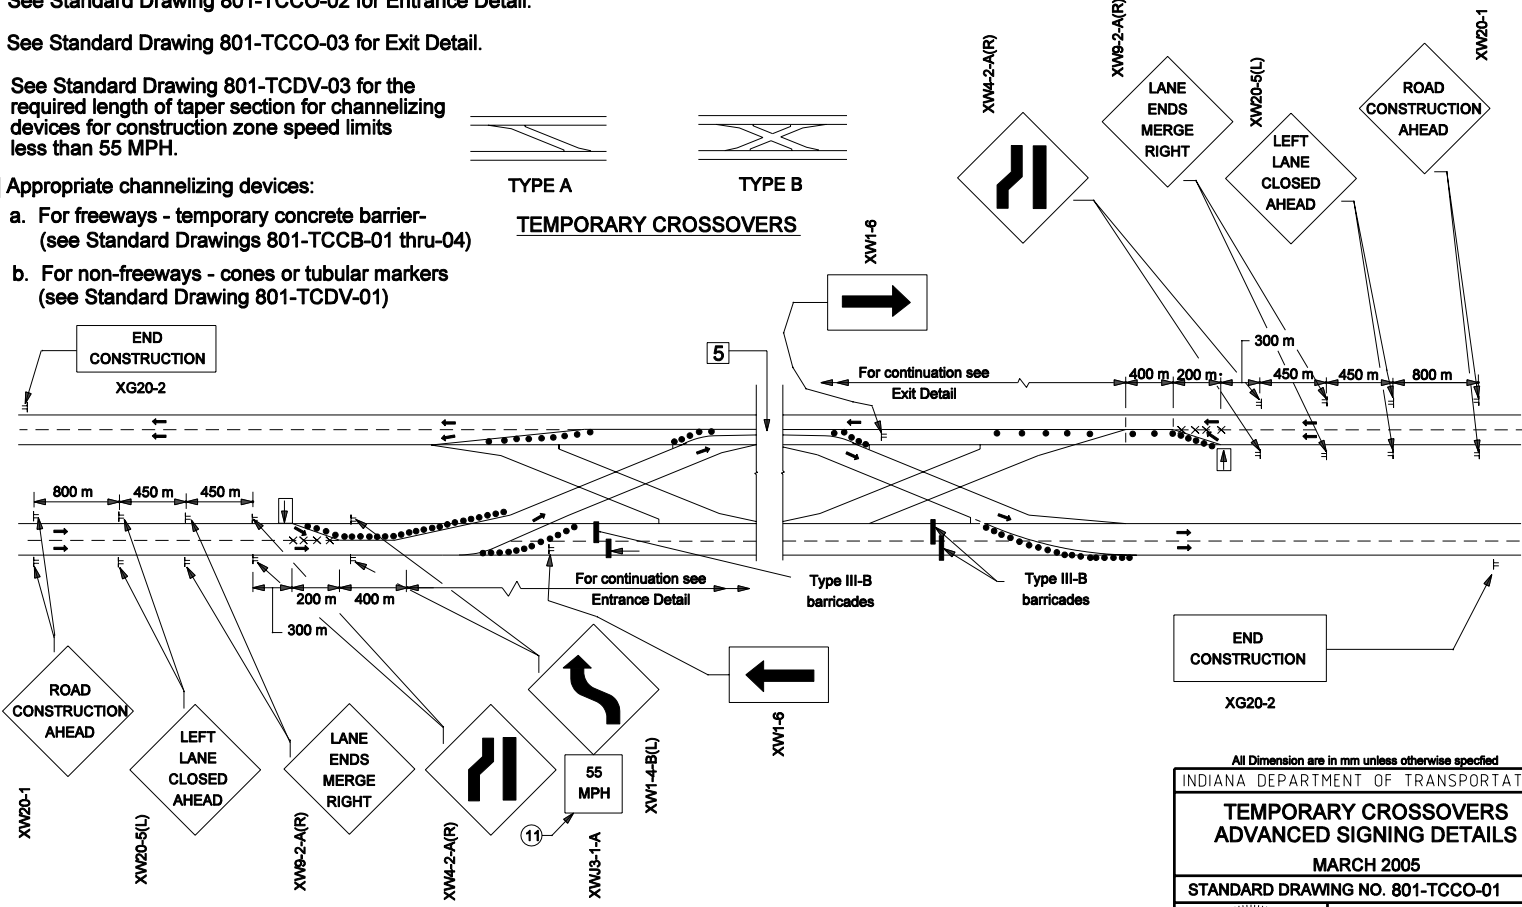 See Standard Drawing 801-TCCO-02 for Entrance Detail.
See Standard Drawing 801-TCCO-03 for Exit Detail.
See Standard Drawing 801-TCDV-03 for the
required length of taper section for channelizing
devices for construction zone speed limits
less than 55 MPH.
Appropriate channelizing devices:
a. For freeways - temporary concrete barrier-
(see Standard Drawings 801-TCCB-01 thru-04)
b. For non-freeways - cones or tubular markers
(see Standard Drawing 801-TCDV-01)
TYPE A
TYPE B
TEMPORARY CROSSOVERS
XW4-2-A(R)
XW9-2-A(R)
LANE
ENDS
MERGE
RIGHT
XW20-5(L)
LEFT
LANE
CLOSED
AHEAD
XW20-1
ROAD
CONSTRUCTION
AHEAD
XW1-6
END
CONSTRUCTION
XG20-2
5
For continuation see
Exit Detail
400 m
200 m
300 m
450 m
450 m
800 m
800 m
450 m
450 m
200 m
400 m
300 m
For continuation see
Entrance Detail
Type III-B
barricades
Type III-B
barricades
END
CONSTRUCTION
XG20-2
ROAD
CONSTRUCTION
AHEAD
XW20-1
LEFT
LANE
CLOSED
AHEAD
XW20-5(L)
LANE
ENDS
MERGE
RIGHT
XW9-2-A(R)
XW4-2-A(R)
55
MPH
11
XWJ3-1-A
XW1-4-B(L)
XW1-6
All Dimension are in mm unless otherwise specfied
INDIANA DEPARTMENT OF TRANSPORTAT
TEMPORARY CROSSOVERS
ADVANCED SIGNING DETAILS
MARCH 2005
STANDARD DRAWING NO. 801-TCCO-01